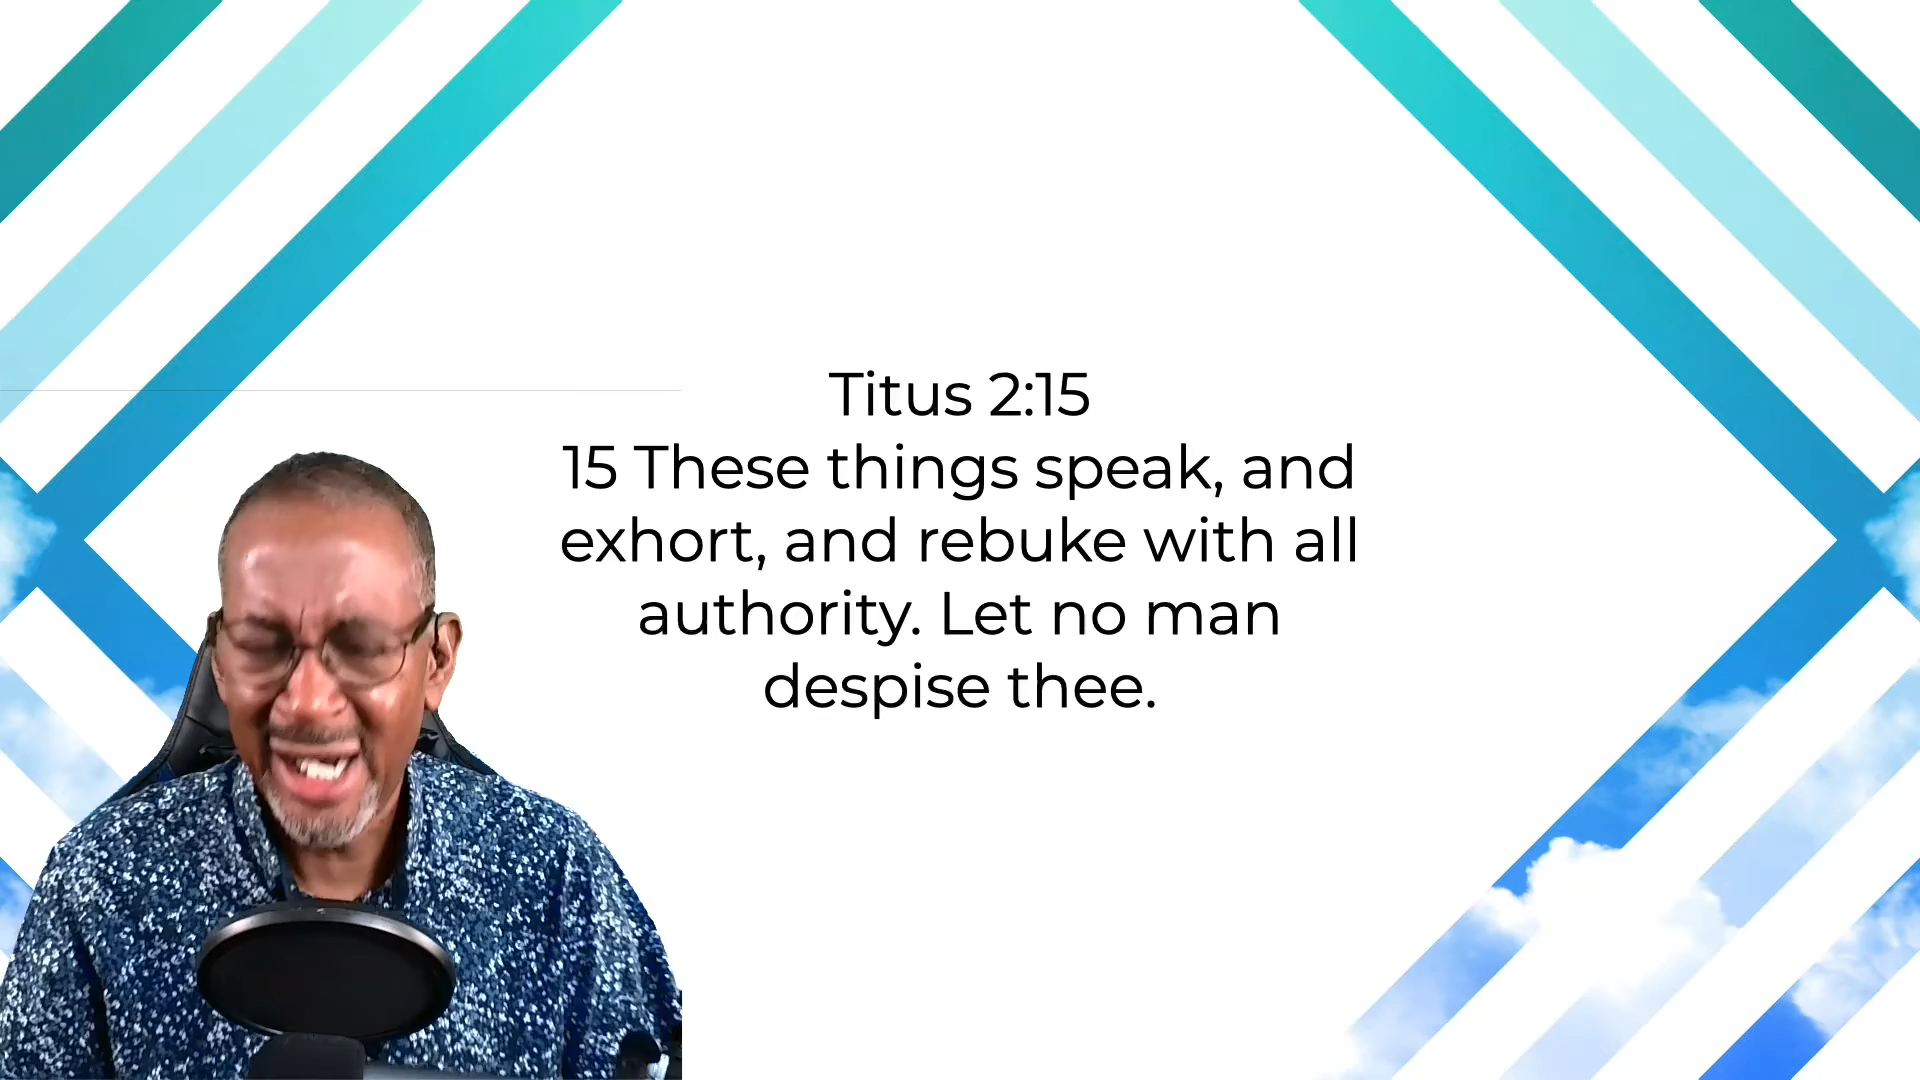 Titus 2:15
15 These things speak, and
exhort, and rebuke with all
authority. Let no man
despise thee.